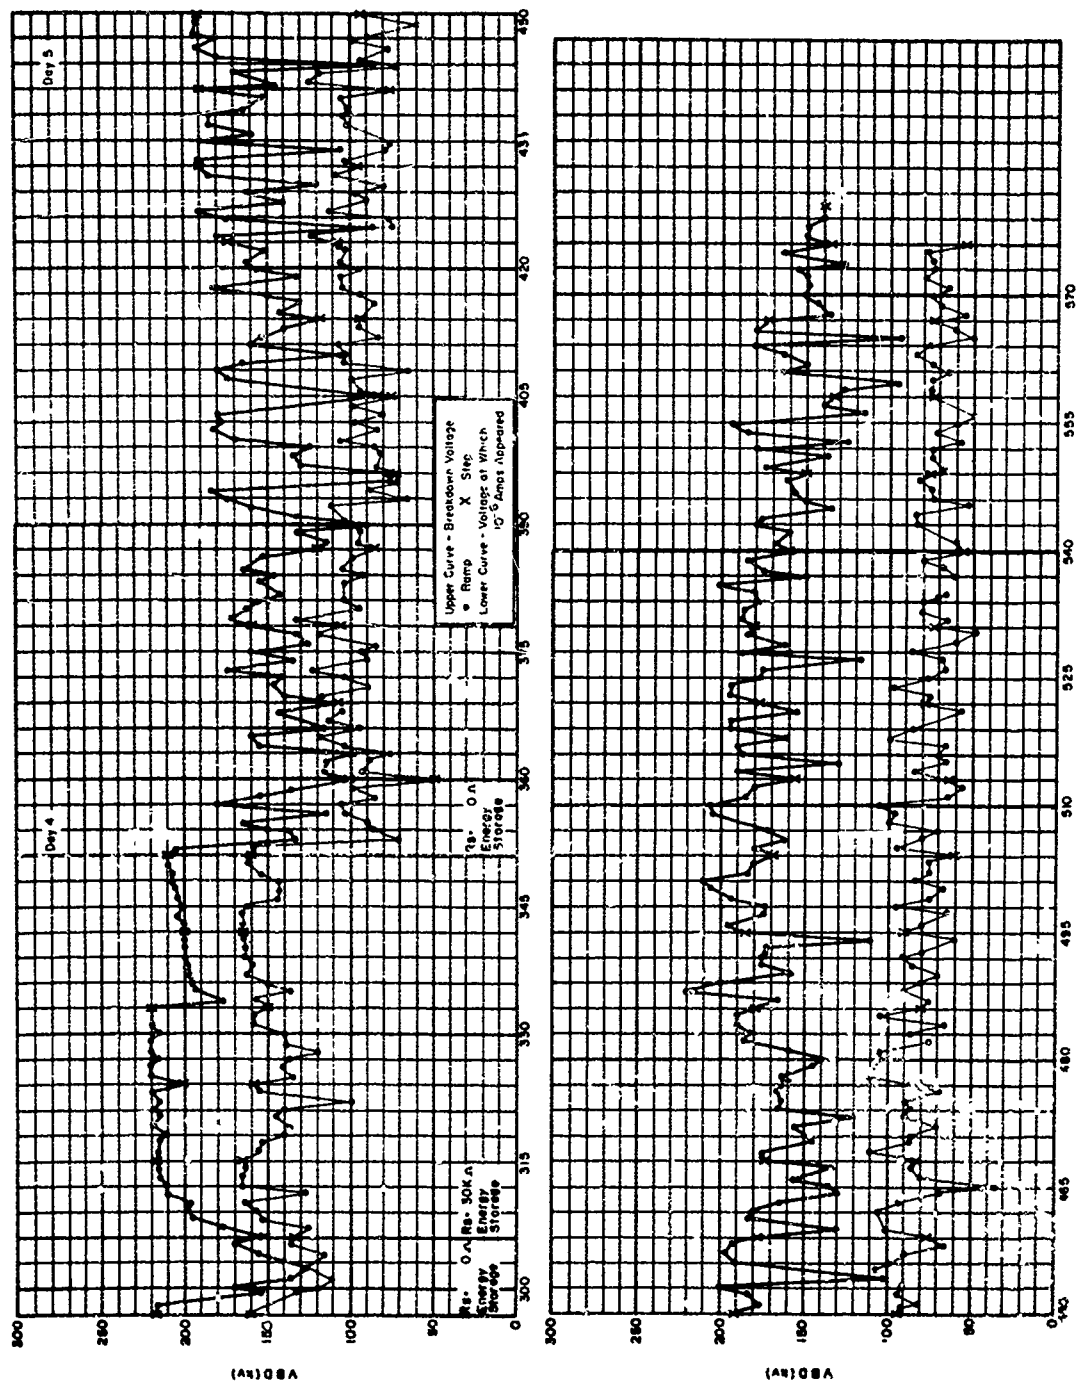 Day 4
Day 5
300
250
200
150
100
50
0
VBD (kv)
300
315
330
345
360
375
390
405
420
435
450
Rs= 0 Ω
Energy
Storage
Rs= 30K Ω
Energy
Storage
Rs= 0 Ω
Energy
Storage
Upper Curve - Breakdown Voltage
• Ramp X Step
Lower Curve - Voltage at Which
10-6 Amps Appeared
300
250
200
150
100
50
0
VBD (kv)
465
480
495
510
525
540
555
570